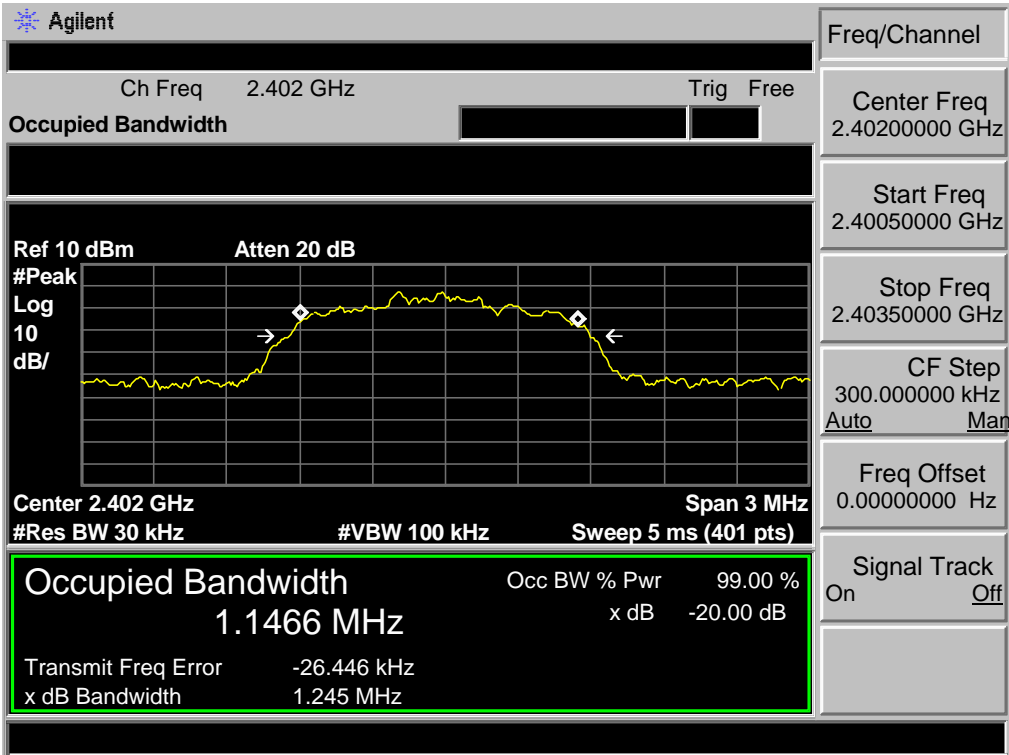 Agilent
Freq/Channel
Ch Freq 2.402 GHz Trig Free
Occupied Bandwidth
Center Freq
2.40200000 GHz
Start Freq
2.40050000 GHz
Stop Freq
2.40350000 GHz
CF Step
300.000000 kHz
Auto Man
Freq Offset
0.00000000 Hz
Signal Track
On Off
Ref 10 dBm Atten 20 dB
#Peak
Log
10
dB/
Center 2.402 GHz Span 3 MHz
#Res BW 30 kHz #VBW 100 kHz Sweep 5 ms (401 pts)
Occupied Bandwidth Occ BW % Pwr 99.00 %
1.1466 MHz x dB -20.00 dB
Transmit Freq Error -26.446 kHz
x dB Bandwidth 1.245 MHz